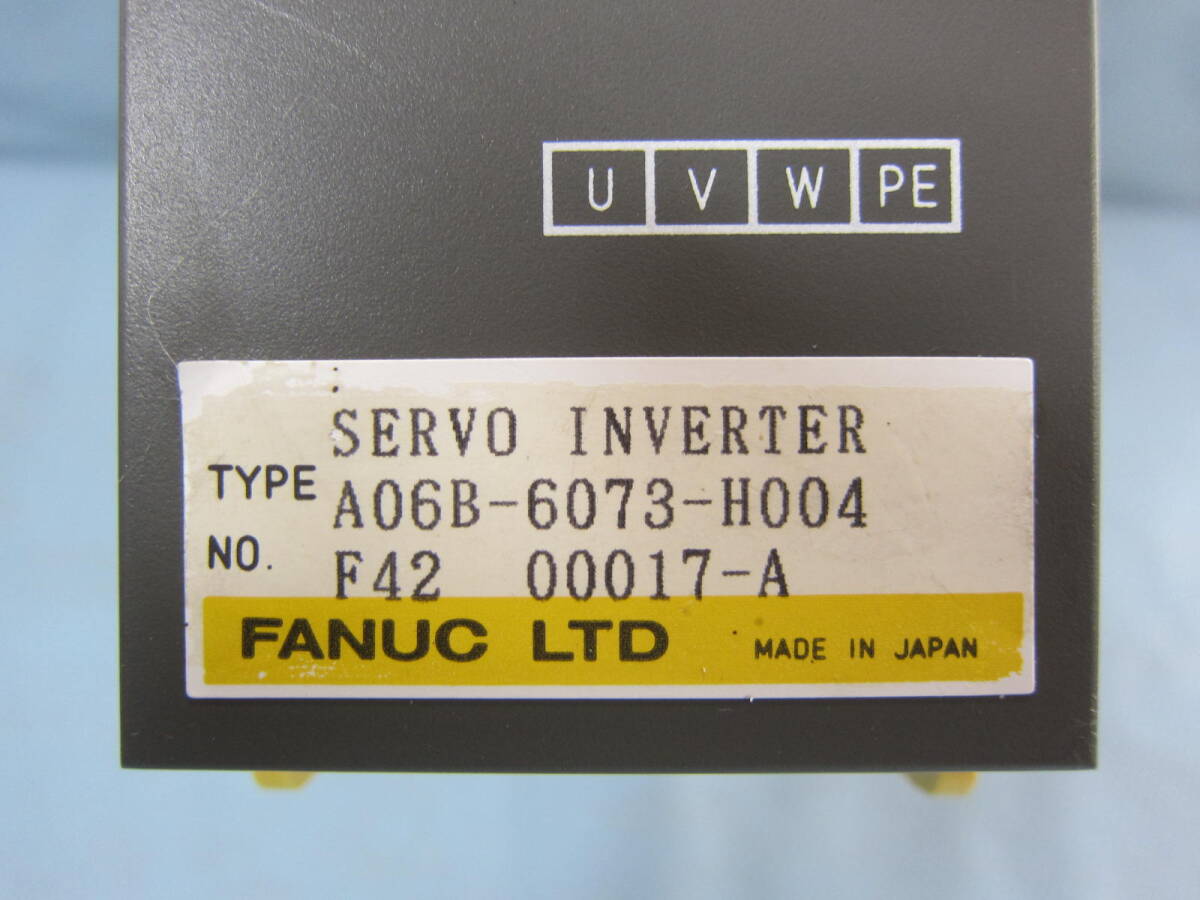 U V W PE
SERVO INVERTER
TYPE A06B-6073-H004
NO. F42 00017-A
FANUC LTD MADE IN JAPAN